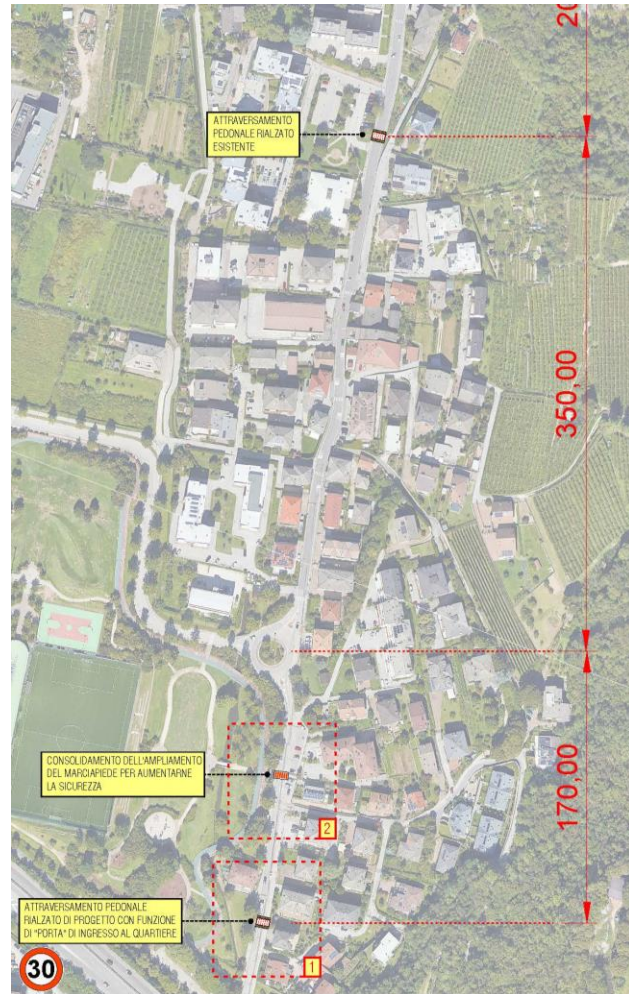 20
ATTRAVERSAMENTO
PEDONALE RIALZATO
ESISTENTE
350,00
CONSOLIDAMENTO DELL'AMPLIAMENTO
DEL MARCIAPIEDE PER AUMENTARNE
LA SICUREZZA
2
170,00
ATTRAVERSAMENTO PEDONALE
RIALZATO DI PROGETTO CON FUNZIONE
DI "PORTA" DI INGRESSO AL QUARTIERE
1
30